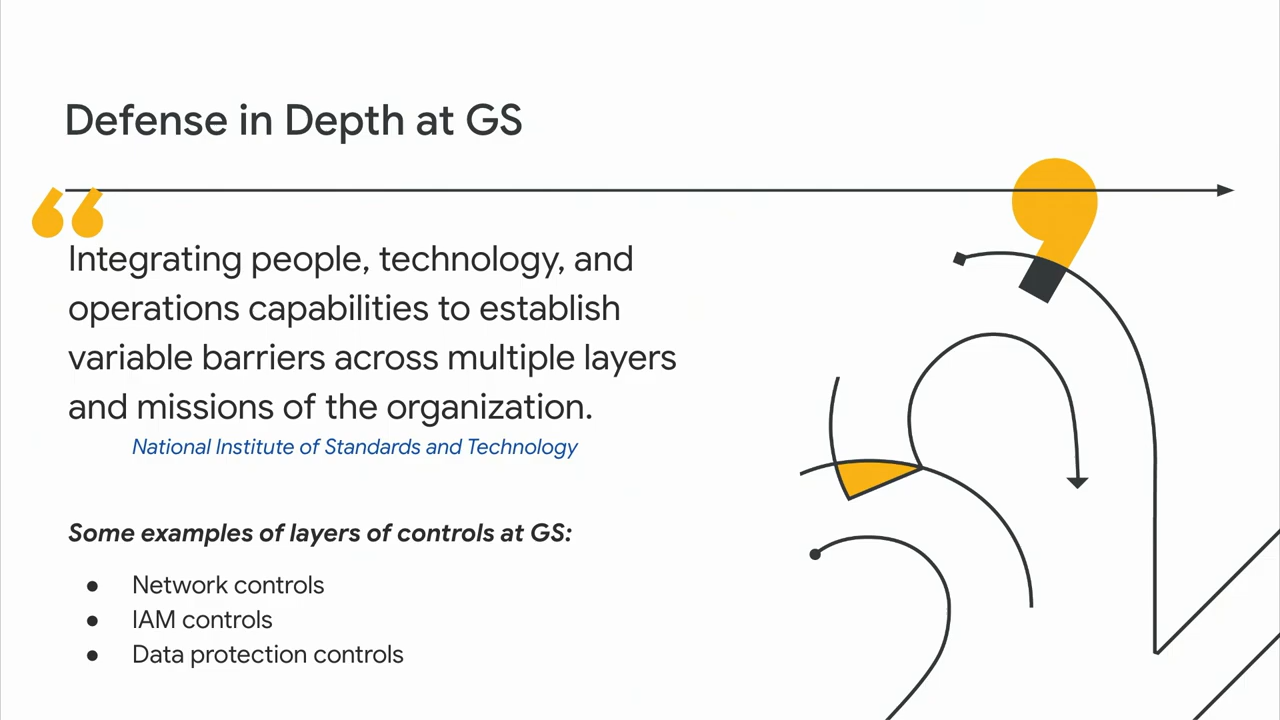 Defense in Depth at GS
“
Integrating people, technology, and
operations capabilities to establish
variable barriers across multiple layers
and missions of the organization.
National Institute of Standards and Technology
Some examples of layers of controls at GS:
● Network controls
● IAM controls
● Data protection controls